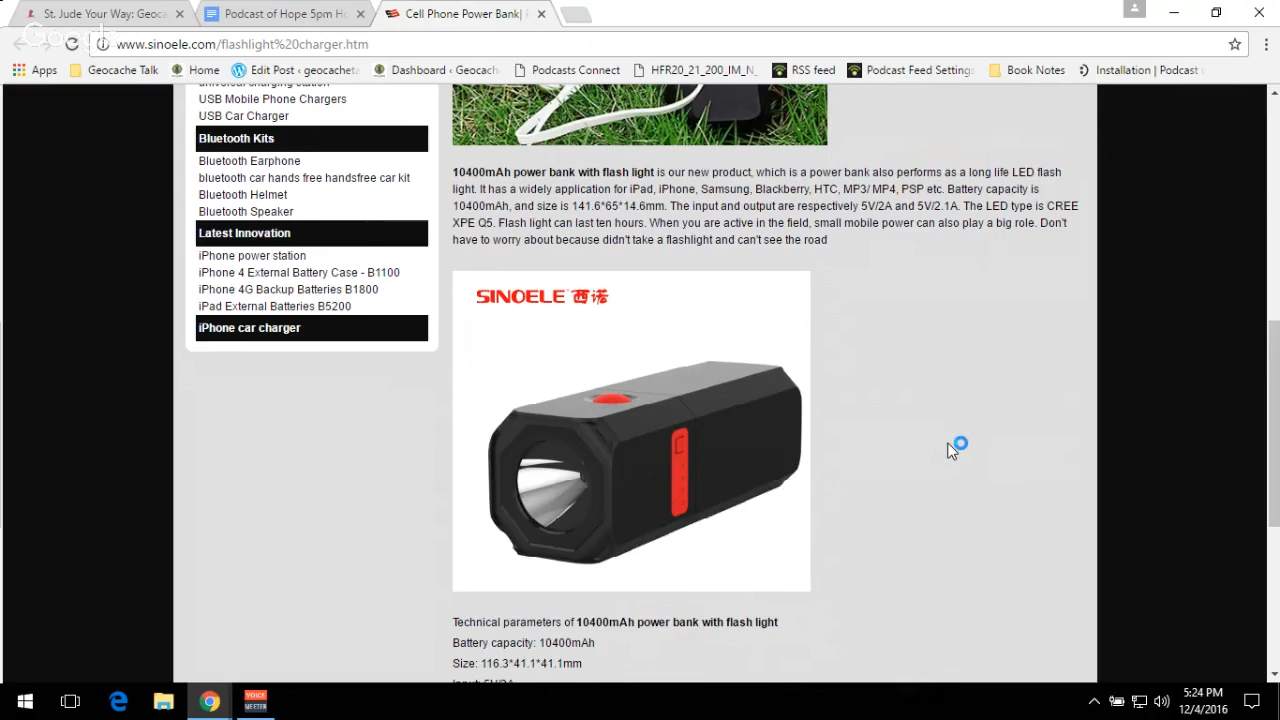 St. Jude Your Way: Geoca
Podcast of Hope 5pm H
Cell Phone Power Bank|
Google
www.sinoele.com/flashlight%20charger.htm
Apps
Geocache Talk
Home
Edit Post ‹ geocacheta
Dashboard ‹ Geocach
Podcasts Connect
HFR20_21_200_IM_N_
RSS feed
Podcast Feed Settings
Book Notes
Installation | Podcast
universal charging station
USB Mobile Phone Chargers
USB Car Charger
Bluetooth Kits
Bluetooth Earphone
bluetooth car hands free handsfree car kit
Bluetooth Helmet
Bluetooth Speaker
Latest Innovation
iPhone power station
iPhone 4 External Battery Case - B1100
iPhone 4G Backup Batteries B1800
iPad External Batteries B5200
iPhone car charger
10400mAh power bank with flash light is our new product, which is a power bank also performs as a long life LED flash
light. It has a widely application for iPad, iPhone, Samsung, Blackberry, HTC, MP3/ MP4, PSP etc. Battery capacity is
10400mAh, and size is 141.6*65*14.6mm. The input and output are respectively 5V/2A and 5V/2.1A. The LED type is CREE
XPE Q5. Flash light can last ten hours. When you are active in the field, small mobile power can also play a big role. Don't
have to worry about because didn't take a flashlight and can't see the road
SINOELE 西诺
Technical parameters of 10400mAh power bank with flash light
Battery capacity: 10400mAh
Size: 116.3*41.1*41.1mm
Input: 5V/2A
VOICE
MEETER
5:24 PM
12/4/2016